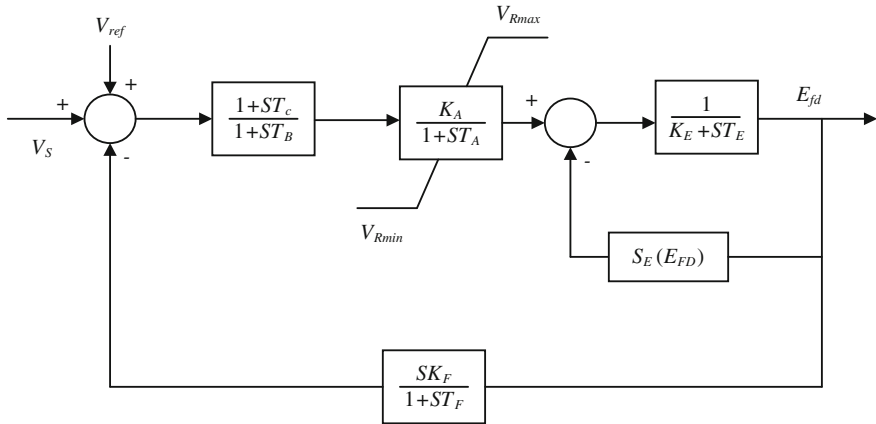 V_ref
V_Rmax
+
+
V_S
-
1+ST_c
1+ST_B
K_A
1+ST_A
V_Rmin
+
-
1
K_E+ST_E
E_fd
S_E(E_FD)
SK_F
1+ST_F